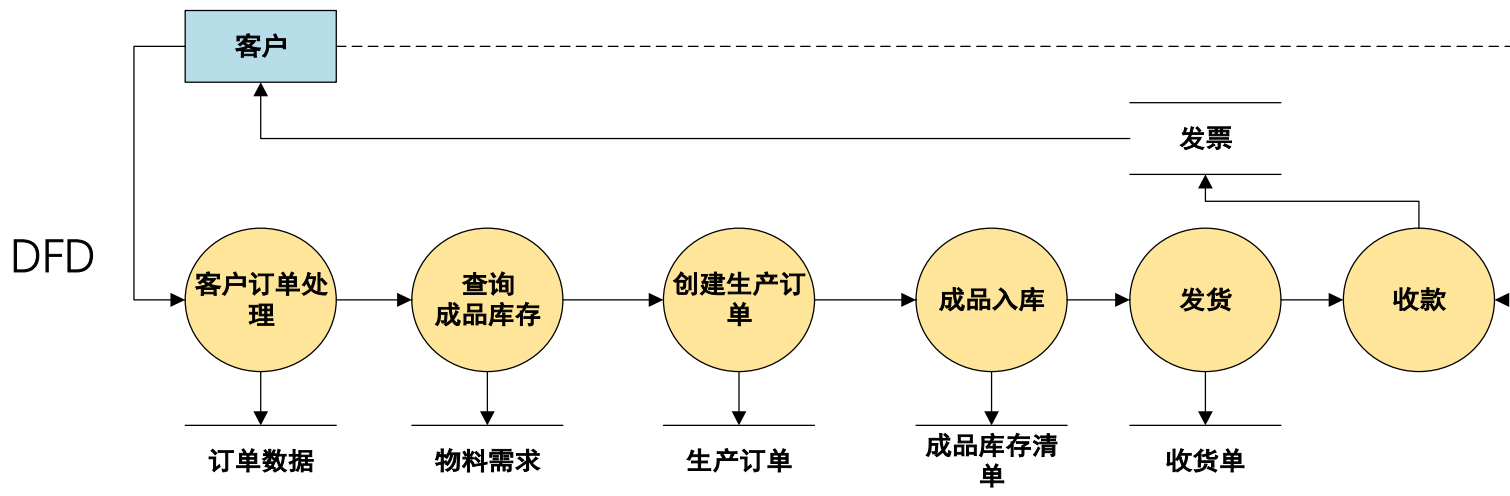 客户
发票
DFD
客户订单处
理
查询
成品库存
创建生产订
单
成品入库
发货
收款
订单数据
物料需求
生产订单
成品库存清
单
收货单